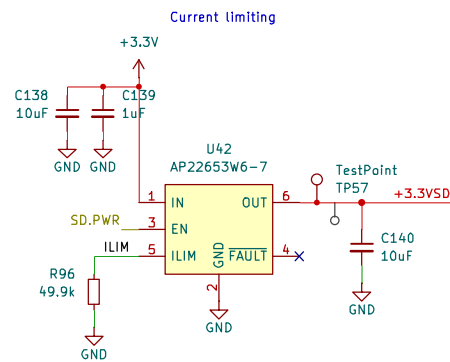 Current limiting
+3.3V
C138
10uF
C139
1uF
GND
GND
U42
AP22653W6-7
1
IN
OUT
6
3
EN
5
ILIM
GND
FAULT
4
2
GND
SD.PWR
ILIM
R96
49.9k
GND
TestPoint
TP57
+3.3VSD
C140
10uF
GND